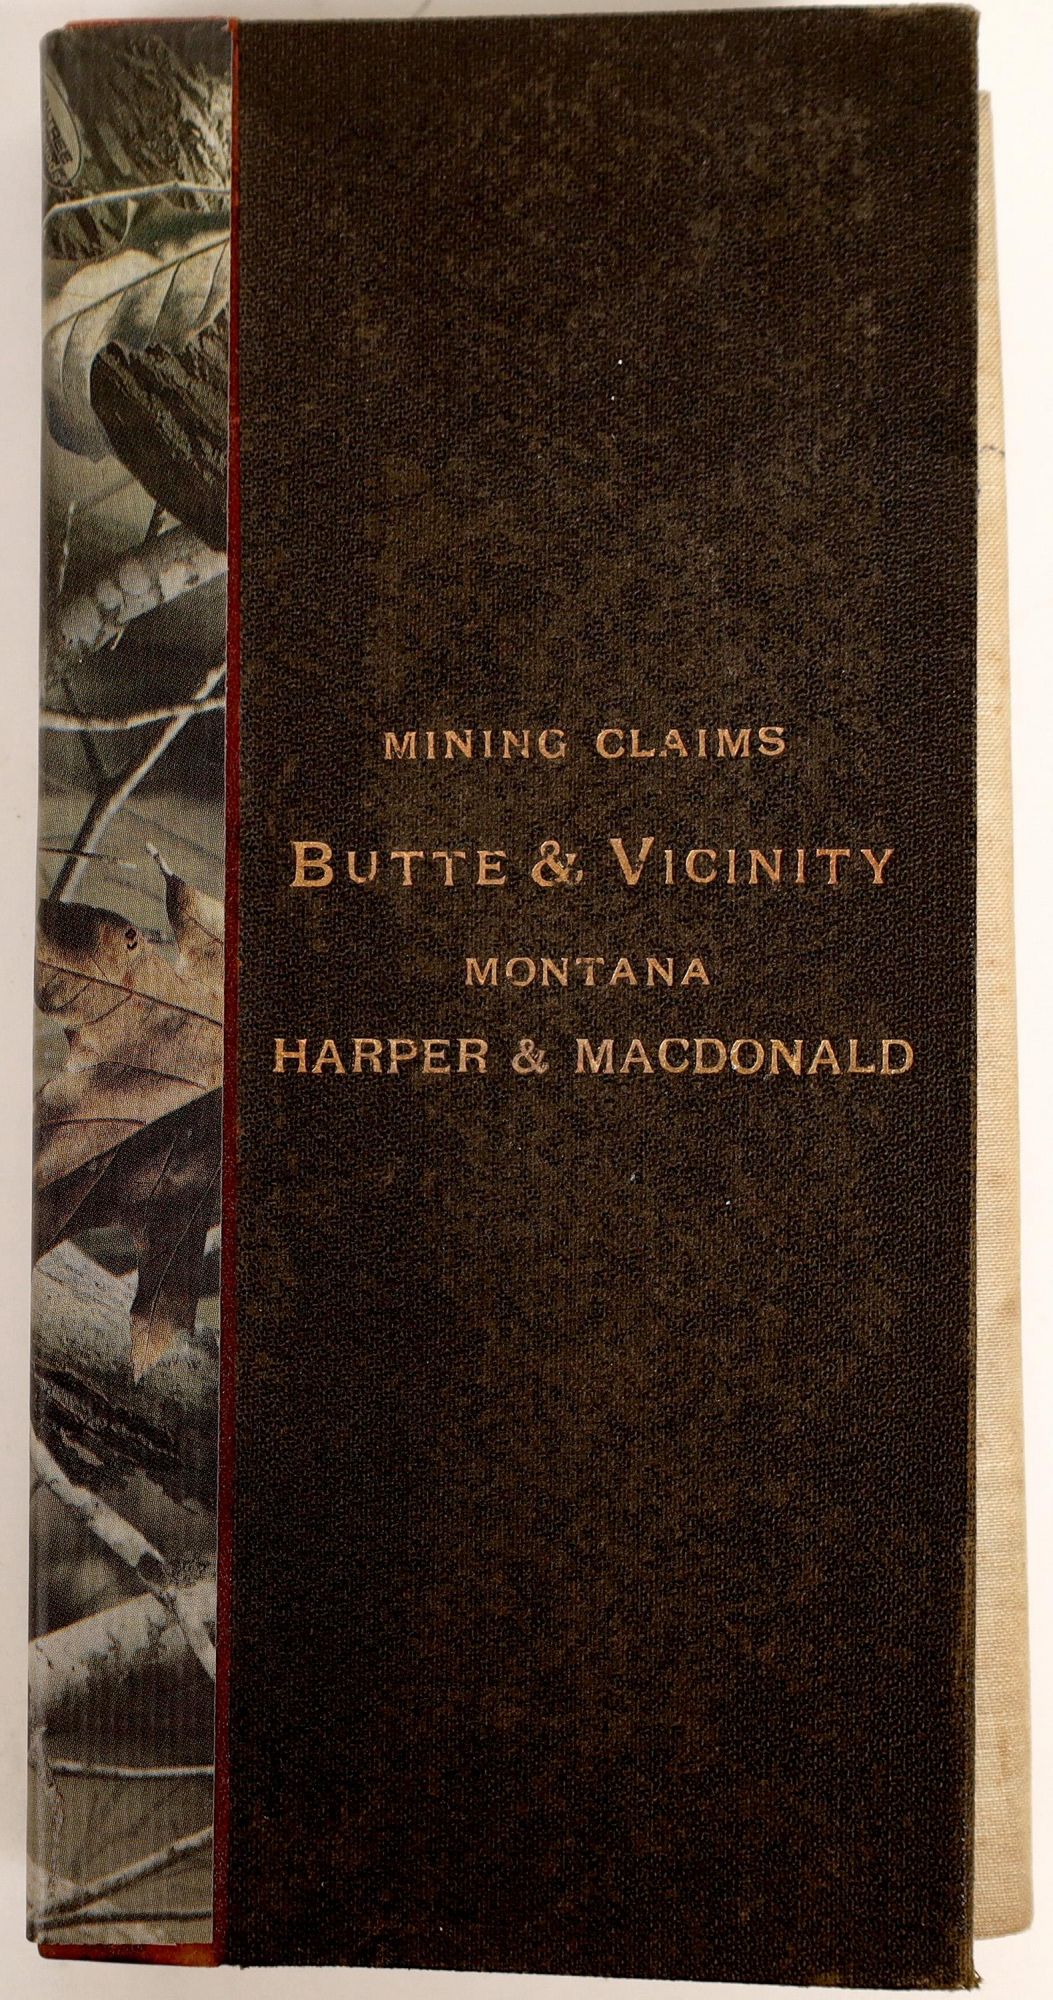 MINING CLAIMS
BUTTE & VICINITY
MONTANA
HARPER & MACDONALD